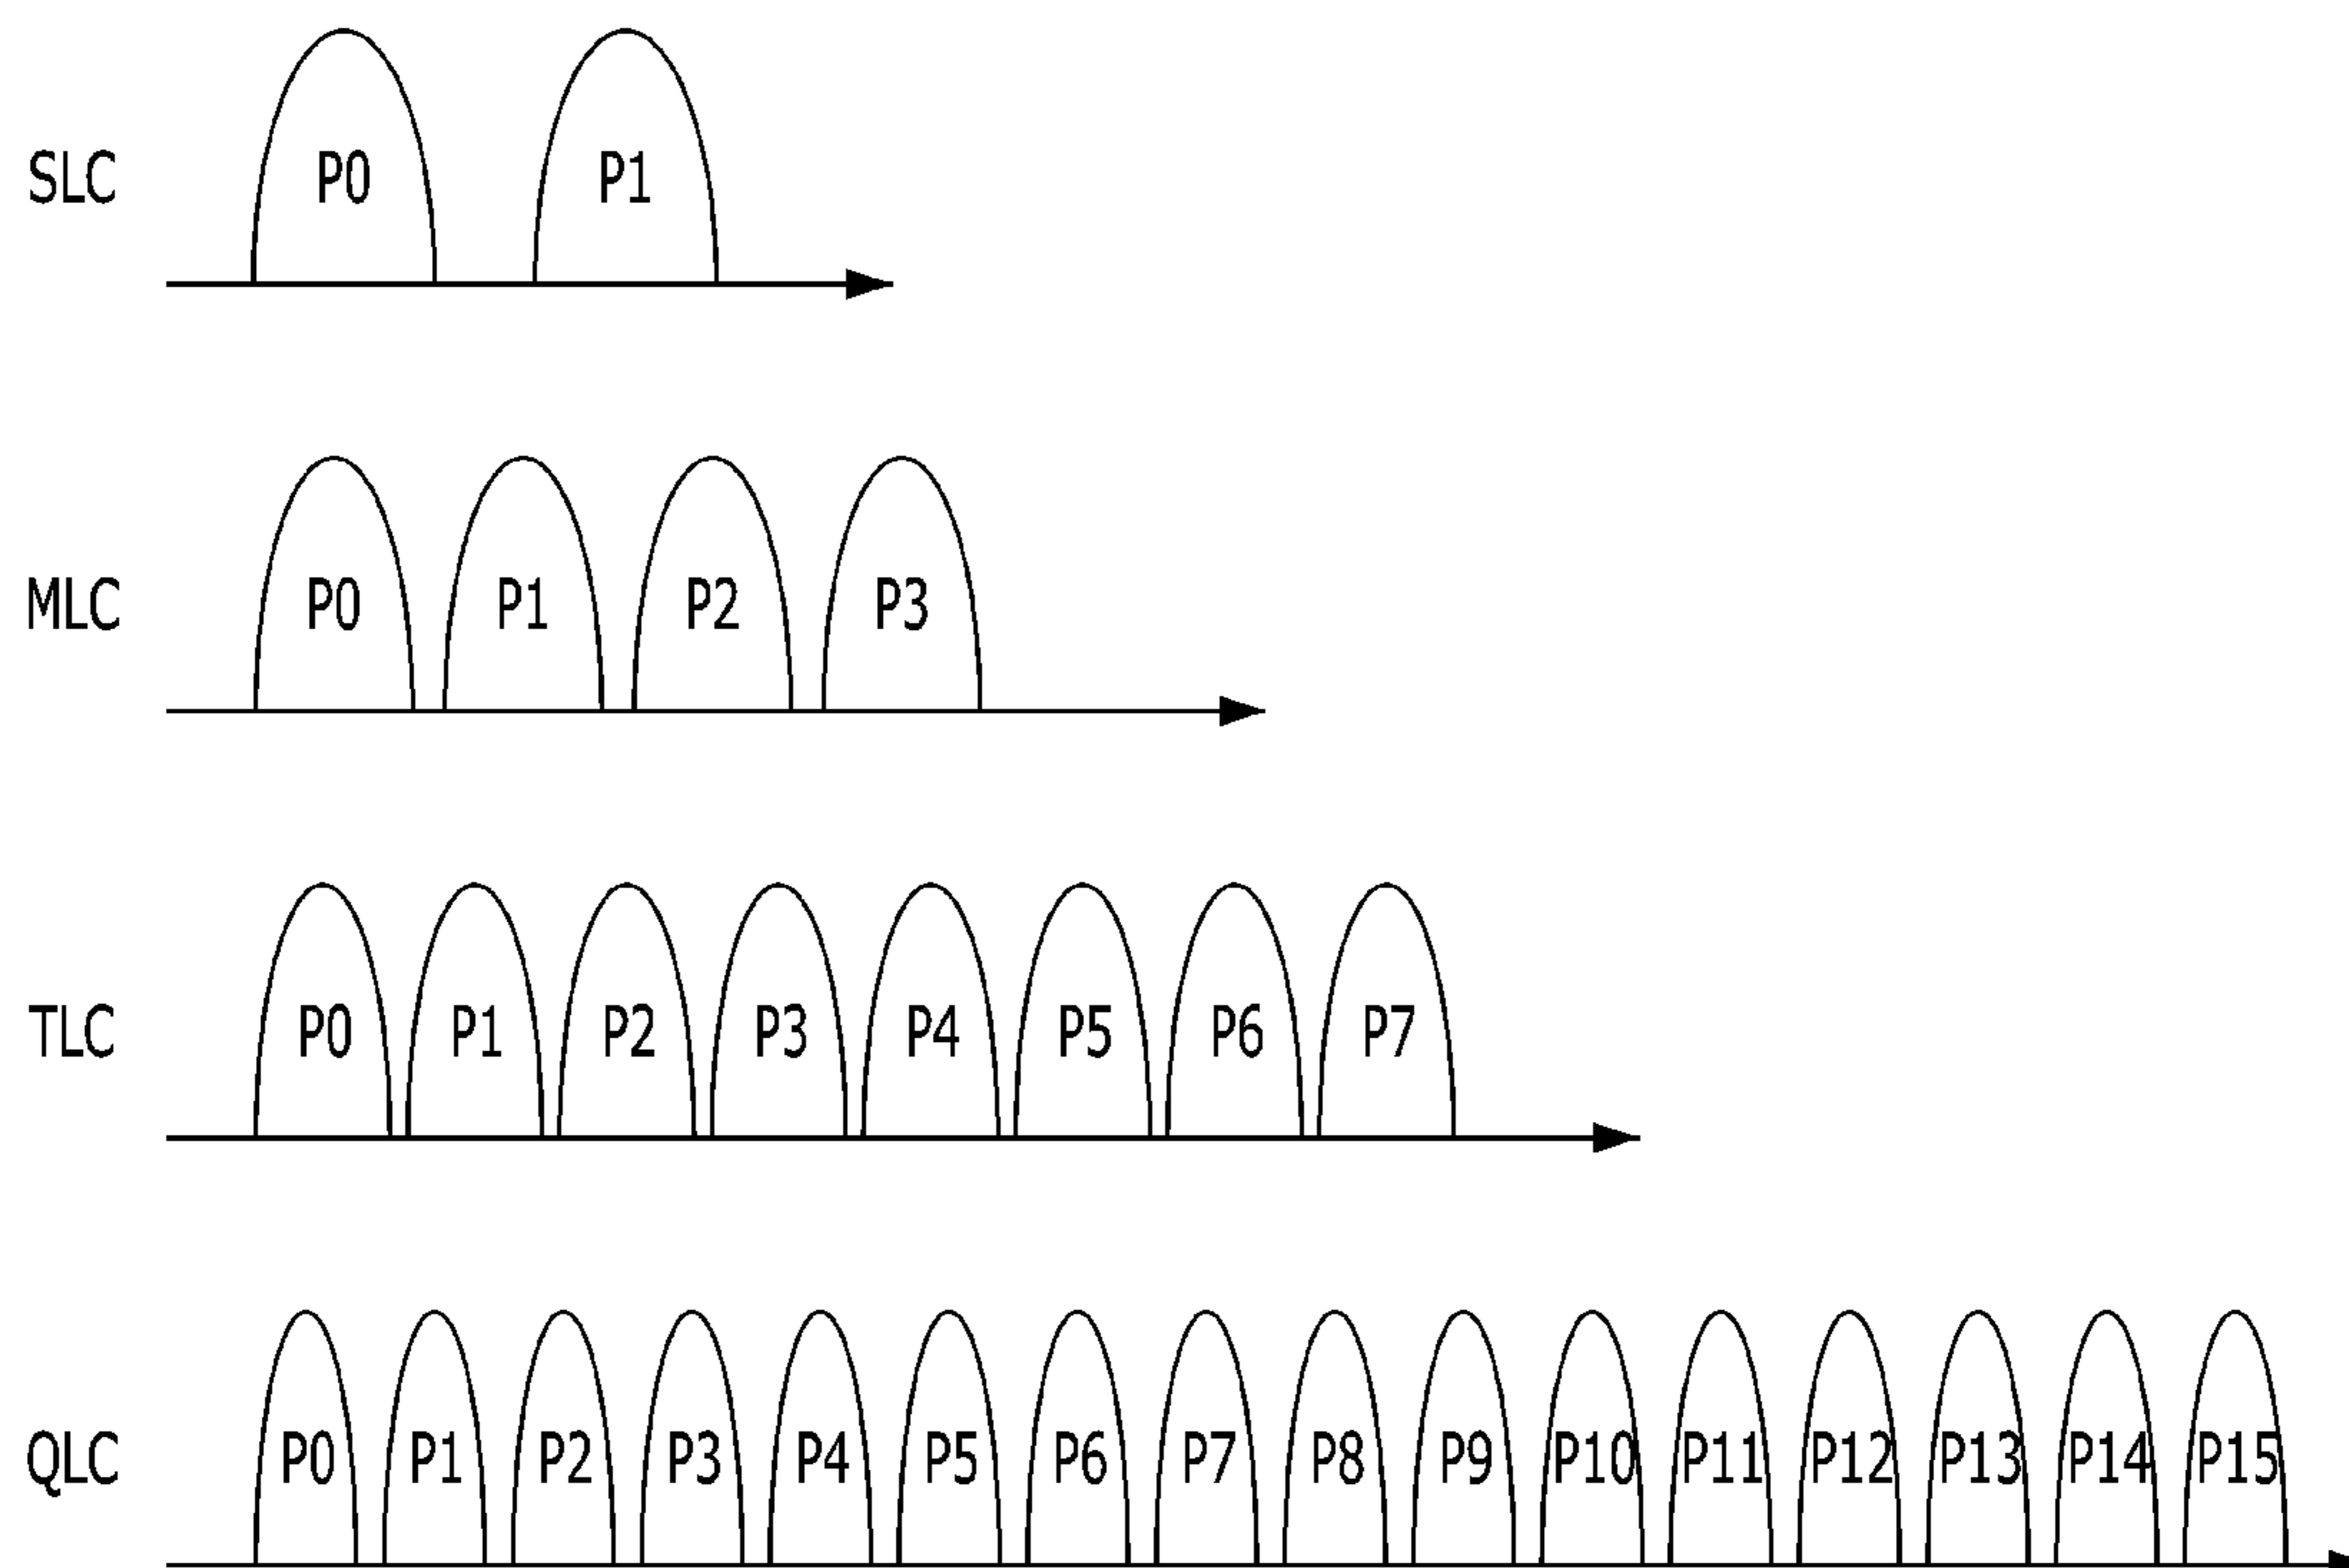 SLC P0 P1
MLC P0 P1 P2 P3
TLC P0 P1 P2 P3 P4 P5 P6 P7
QLC P0 P1 P2 P3 P4 P5 P6 P7 P8 P9 P10 P11 P12 P13 P14 P15